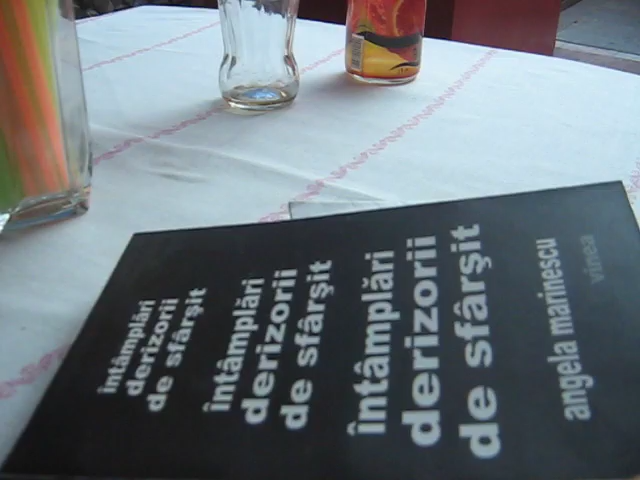 întâmplări
derizorii
de sfârşit
întâmplări
derizorii
de sfârşit
întâmplări
derizorii
de sfârşit
angela marinescu
vinea